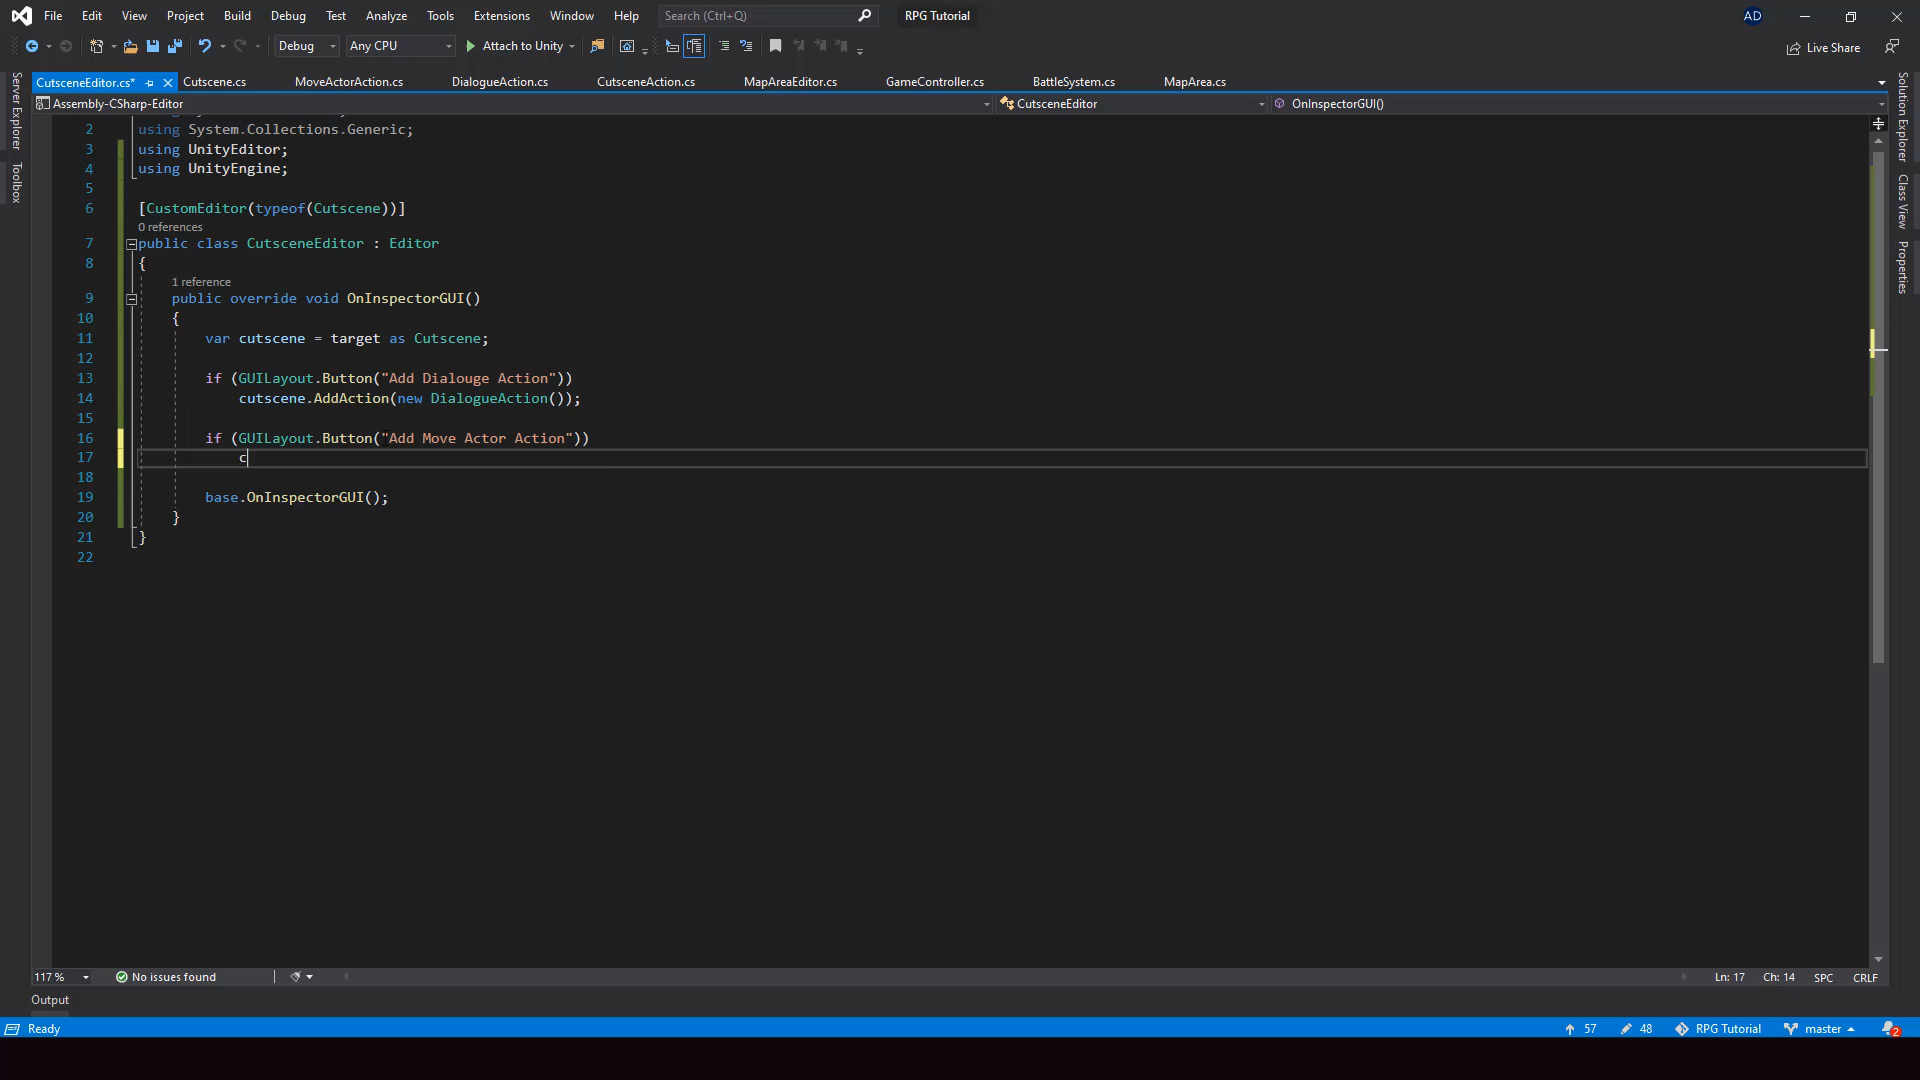 File Edit View Project Build Debug Test Analyze Tools Extensions Window Help Search (Ctrl+Q) RPG Tutorial AD
Debug Any CPU Attach to Unity Live Share
CutsceneEditor.cs* Cutscene.cs MoveActorAction.cs DialogueAction.cs CutsceneAction.cs MapAreaEditor.cs GameController.cs BattleSystem.cs MapArea.cs
Assembly-CSharp-Editor CutsceneEditor OnInspectorGUI()
Server Explorer
Toolbox
Solution Explorer
Class View
Properties
2 using System.Collections.Generic;
3 using UnityEditor;
4 using UnityEngine;
5
6 [CustomEditor(typeof(Cutscene))]
0 references
7 public class CutsceneEditor : Editor
8 {
1 reference
9 public override void OnInspectorGUI()
10 {
11 var cutscene = target as Cutscene;
12
13 if (GUILayout.Button("Add Dialouge Action"))
14 cutscene.AddAction(new DialogueAction());
15
16 if (GUILayout.Button("Add Move Actor Action"))
17 c
18
19 base.OnInspectorGUI();
20 }
21 }
22
117 % No issues found Ln: 17 Ch: 14 SPC CRLF
Output
Ready 57 48 RPG Tutorial master 2